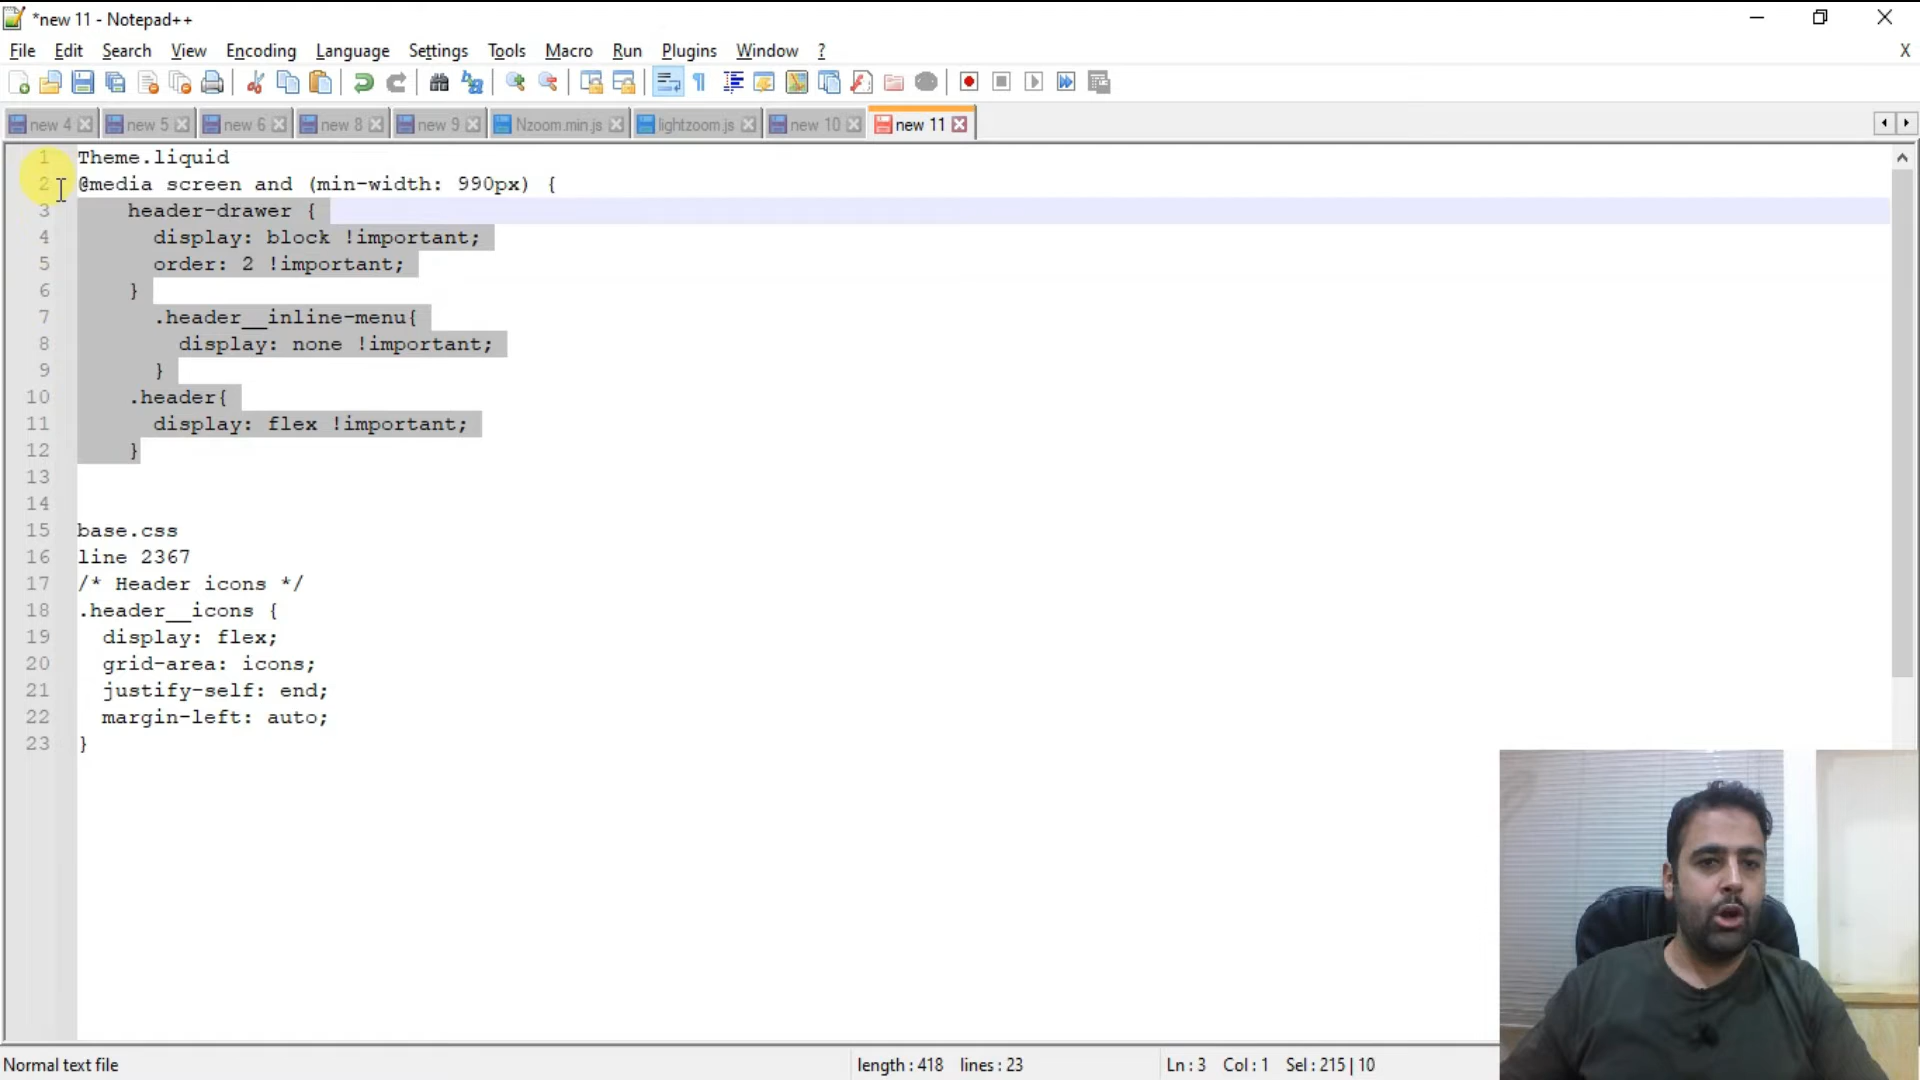 *new 11 - Notepad++
File Edit Search View Encoding Language Settings Tools Macro Run Plugins Window ? X
new 4 new 5 new 6 new 8 new 9 Nzoom.min.js lightzoom.js new 10 new 11
1 Theme.liquid
2 @media screen and (min-width: 990px) {
3 header-drawer {
4 display: block !important;
5 order: 2 !important;
6 }
7 .header__inline-menu{
8 display: none !important;
9 }
10 .header{
11 display: flex !important;
12 }
13
14
15 base.css
16 line 2367
17 /* Header icons */
18 .header__icons {
19 display: flex;
20 grid-area: icons;
21 justify-self: end;
22 margin-left: auto;
23 }
Normal text file length : 418 lines : 23 Ln : 3 Col : 1 Sel : 215 | 10